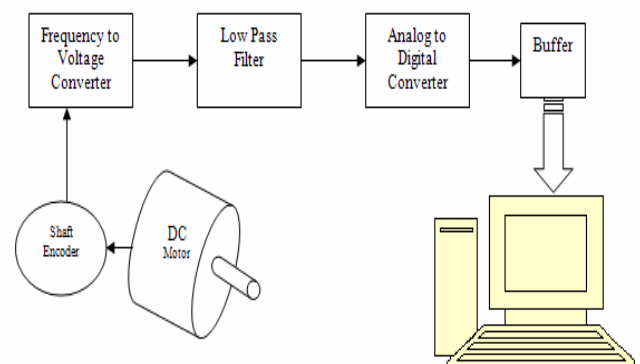 Frequency to
Voltage
Converter
Low Pass
Filter
Analog to
Digital
Converter
Buffer
Shaft
Encoder
DC
Motor